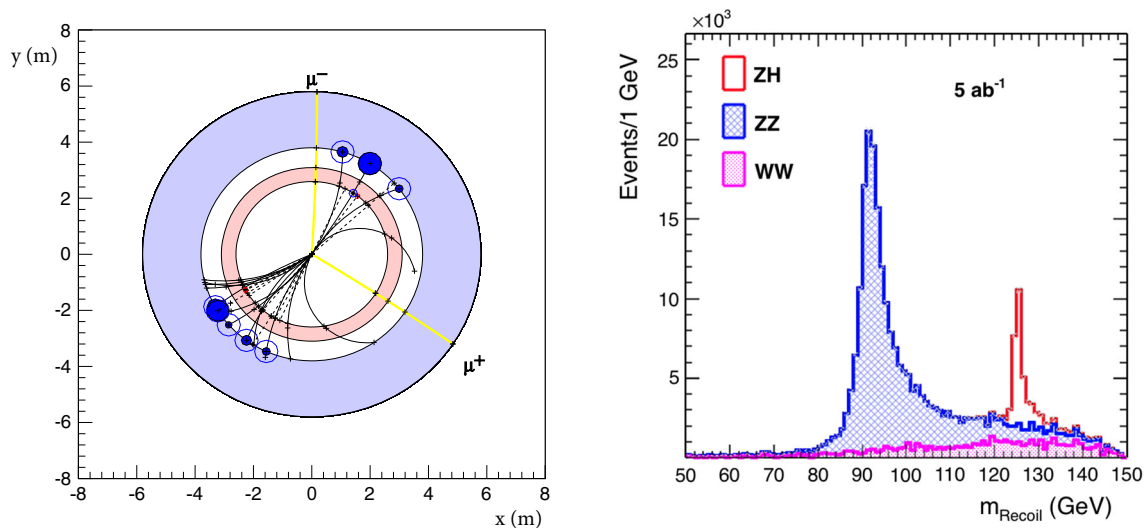 y (m)
8
6
4
2
0
-2
-4
-6
-8
-8 -6 -4 -2 0 2 4 6 8
x (m)
μ−
μ+
×10³
Events/1 GeV
25
20
15
10
5
ZH
ZZ
WW
5 ab⁻¹
50 60 70 80 90 100 110 120 130 140 150
m_Recoil (GeV)